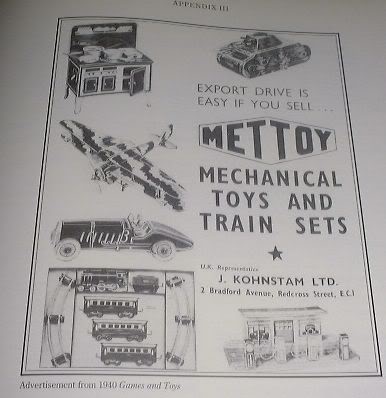 APPENDIX III
EXPORT DRIVE IS
EASY IF YOU SELL...
METTOY
MECHANICAL
TOYS AND
TRAIN SETS
U.K. Representative
J. KOHNSTAM LTD.
2 Bradford Avenue, Redcross Street, E.C.1
Advertisement from 1940 Games and Toys